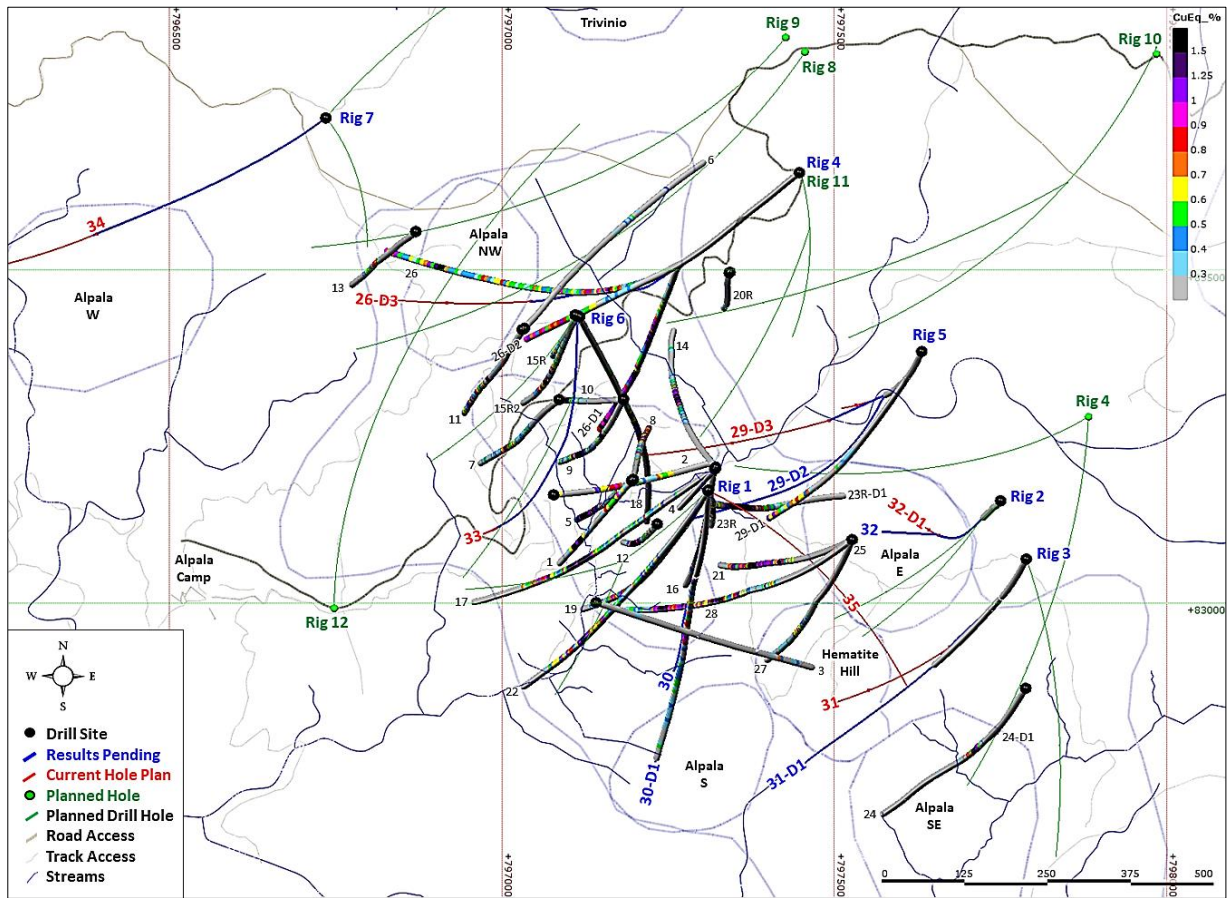 Trivinio
+796500
+797000
+797500
CuEq_%
1.5
1.25
1
0.9
0.8
0.7
0.6
0.5
0.4
0.3
Rig 9
Rig 8
Rig 10
Rig 7
Rig 4
Rig 11
6
34
Alpala
NW
26
13
26-D3
20R
Alpala
W
Rig 6
26-D2
15R
14
Rig 5
10
15R2
11
26-D1
8
29-D3
Rig 4
7
9
2
29-D2
Rig 1
18
4
5
23R
23R-D1
29-D1
32-D1
Rig 2
33
32
25
Alpala
E
Rig 3
Alpala
Camp
12
1
21
16
17
19
28
35
+83000
Rig 12
Hematite
Hill
27
3
30
22
31
31-D1
30-D1
Alpala
S
24-D1
24
Alpala
SE
N
W
E
S
Drill Site
Results Pending
Current Hole Plan
Planned Hole
Planned Drill Hole
Road Access
Track Access
Streams
+797000
+797500
+798000
0
125
250
375
500